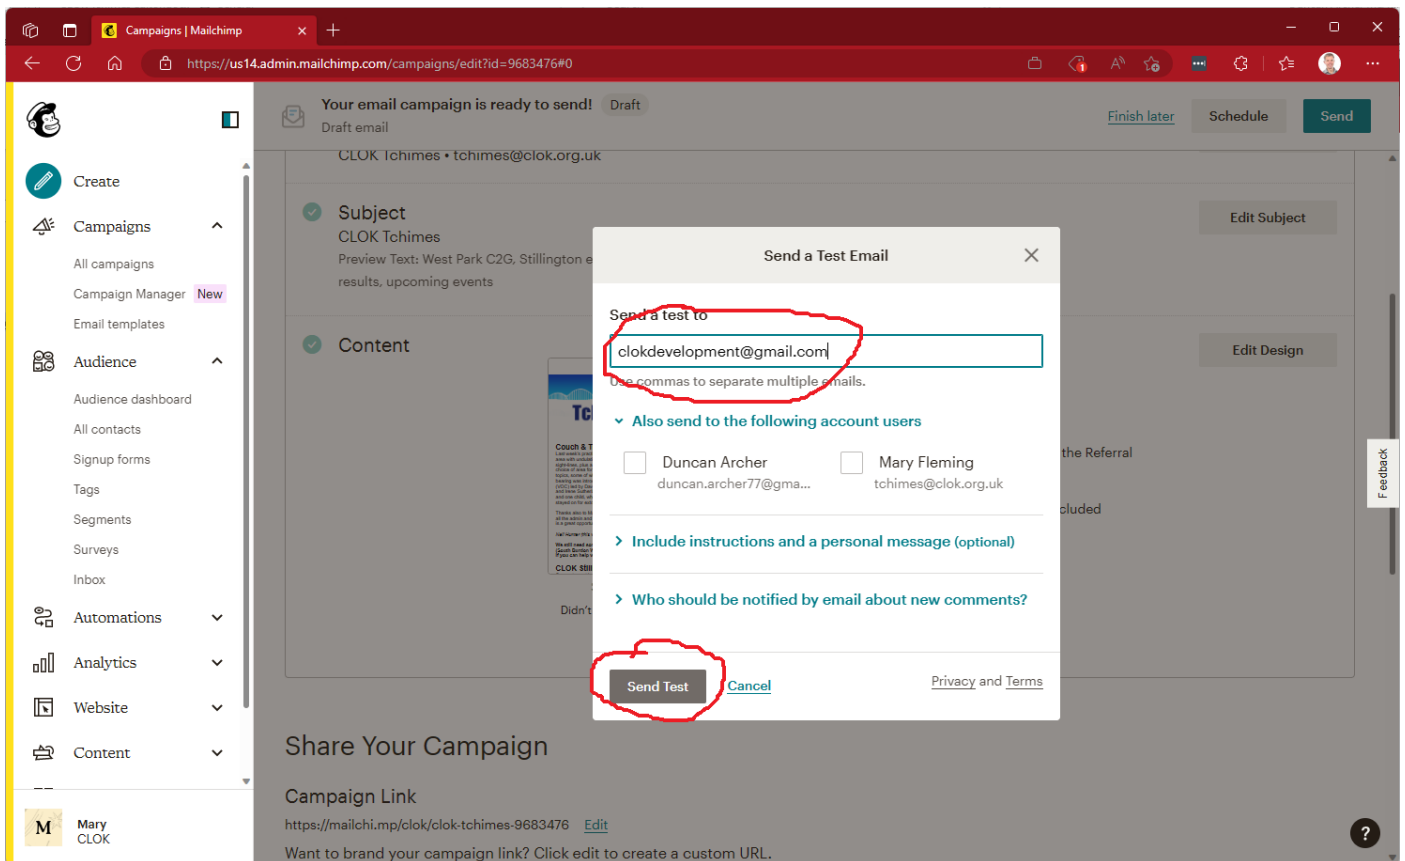 Campaigns | Mailchimp
https://us14.admin.mailchimp.com/campaigns/edit?id=9683476#0
Your email campaign is ready to send! Draft
Draft email
Finish later
Schedule
Send
CLOK Tchimes • tchimes@clok.org.uk
Create
Campaigns
All campaigns
Campaign Manager New
Email templates
Audience
Audience dashboard
All contacts
Signup forms
Tags
Segments
Surveys
Inbox
Automations
Analytics
Website
Content
M
Mary
CLOK
Subject
CLOK Tchimes
Preview Text: West Park C2G, Stillington e
results, upcoming events
Edit Subject
Content
Edit Design
Couch & T
CLOK Still
the Referral
cluded
Didn't
Send a Test Email
Send a test to
clokdevelopment@gmail.com
Use commas to separate multiple emails.
Also send to the following account users
Duncan Archer
duncan.archer77@gma...
Mary Fleming
tchimes@clok.org.uk
Include instructions and a personal message (optional)
Who should be notified by email about new comments?
Send Test
Cancel
Privacy and Terms
Feedback
Share Your Campaign
Campaign Link
https://mailchi.mp/clok/clok-tchimes-9683476 Edit
Want to brand your campaign link? Click edit to create a custom URL.
?